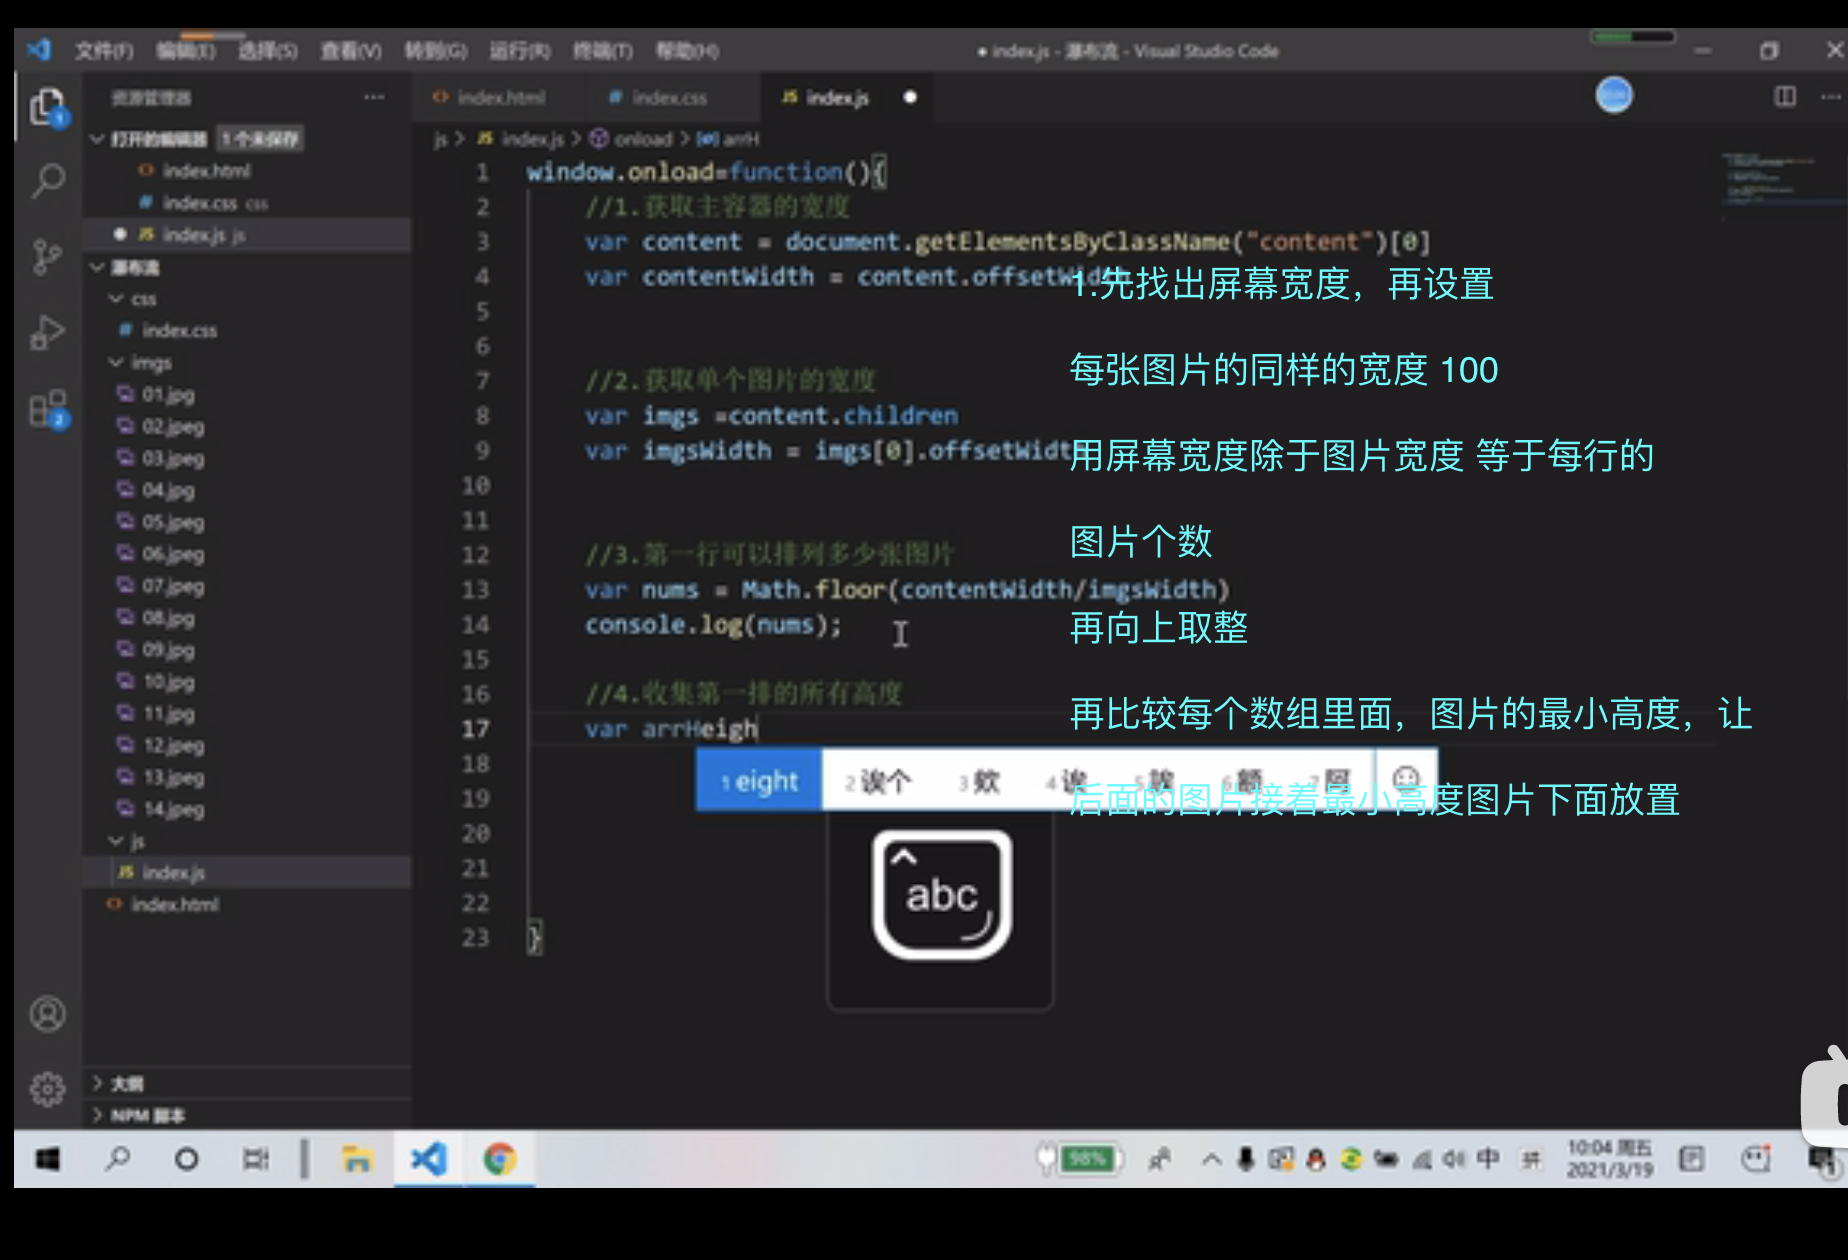 文件(F) 编辑(E) 选择(S) 查看(V) 转到(G) 运行(R) 终端(T) 帮助(H)
● index.js - 瀑布流 - Visual Studio Code
资源管理器 ···
index.html
index.css
JS index.js
打开的编辑器 1 个未保存
index.html
# index.css css
JS index.js js
瀑布流
css
# index.css
imgs
01.jpg
02.jpeg
03.jpeg
04.jpg
05.jpeg
06.jpeg
07.jpeg
08.jpg
09.jpg
10.jpg
11.jpg
12.jpeg
13.jpeg
14.jpeg
js
JS index.js
index.html
大纲
NPM 脚本
js > JS index.js > onload > arrH
1 window.onload=function(){
2 //1.获取主容器的宽度
3 var content = document.getElementsByClassName("content")[0]
4 var contentWidth = content.offsetWidth
5
6
7 //2.获取单个图片的宽度
8 var imgs =content.children
9 var imgsWidth = imgs[0].offsetWidth
10
11
12 //3.第一行可以排列多少张图片
13 var nums = Math.floor(contentWidth/imgsWidth)
14 console.log(nums);
15
16 //4.收集第一排的所有高度
17 var arrHeigh
18
19
20
21
22
23 }
1 eight 2 诶个 3 欸 4 诶 5 誒 6 额 7 阿
abc
1.先找出屏幕宽度，再设置
每张图片的同样的宽度 100
用屏幕宽度除于图片宽度 等于每行的
图片个数
再向上取整
再比较每个数组里面，图片的最小高度，让
后面的图片接着最小高度图片下面放置
98%
中
拼
10:04 周五
2021/3/19